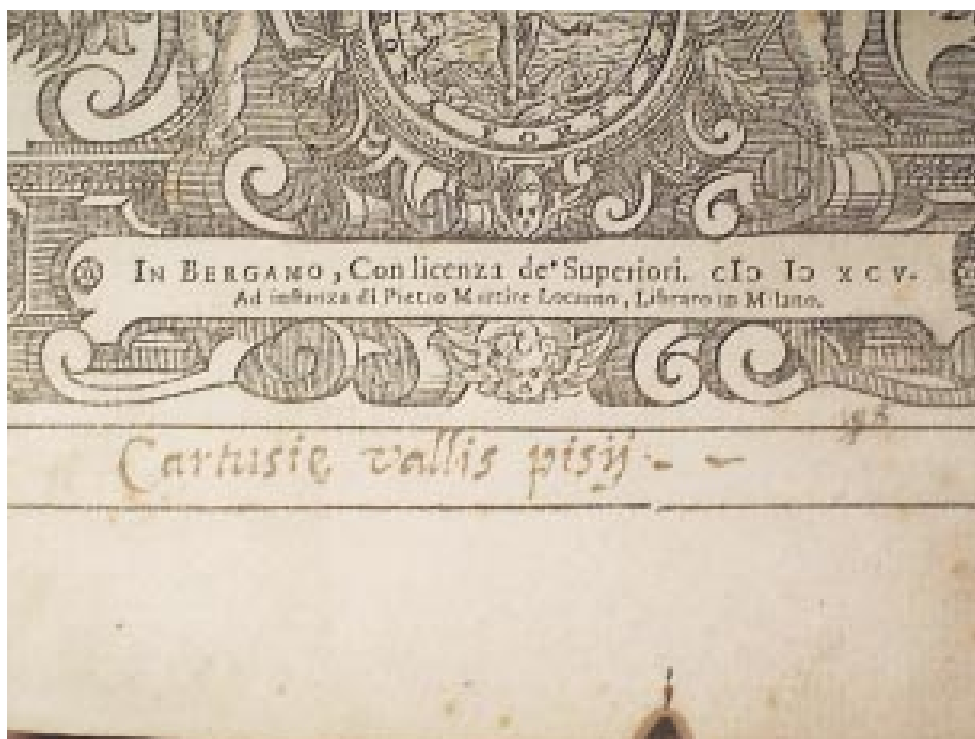 IN BERGAMO, Con licenza de' Superiori. cIↃ IↃ XCV.
Ad instanza di Pietro Martire Locarno, Libraro in Milano.
Cartusie vallis pisij - -